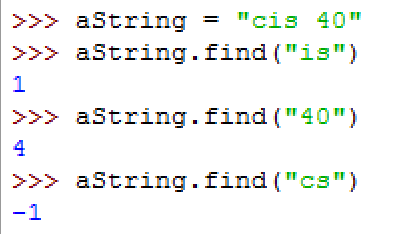 >>> aString = "cis 40"
>>> aString.find("is")
1
>>> aString.find("40")
4
>>> aString.find("cs")
-1